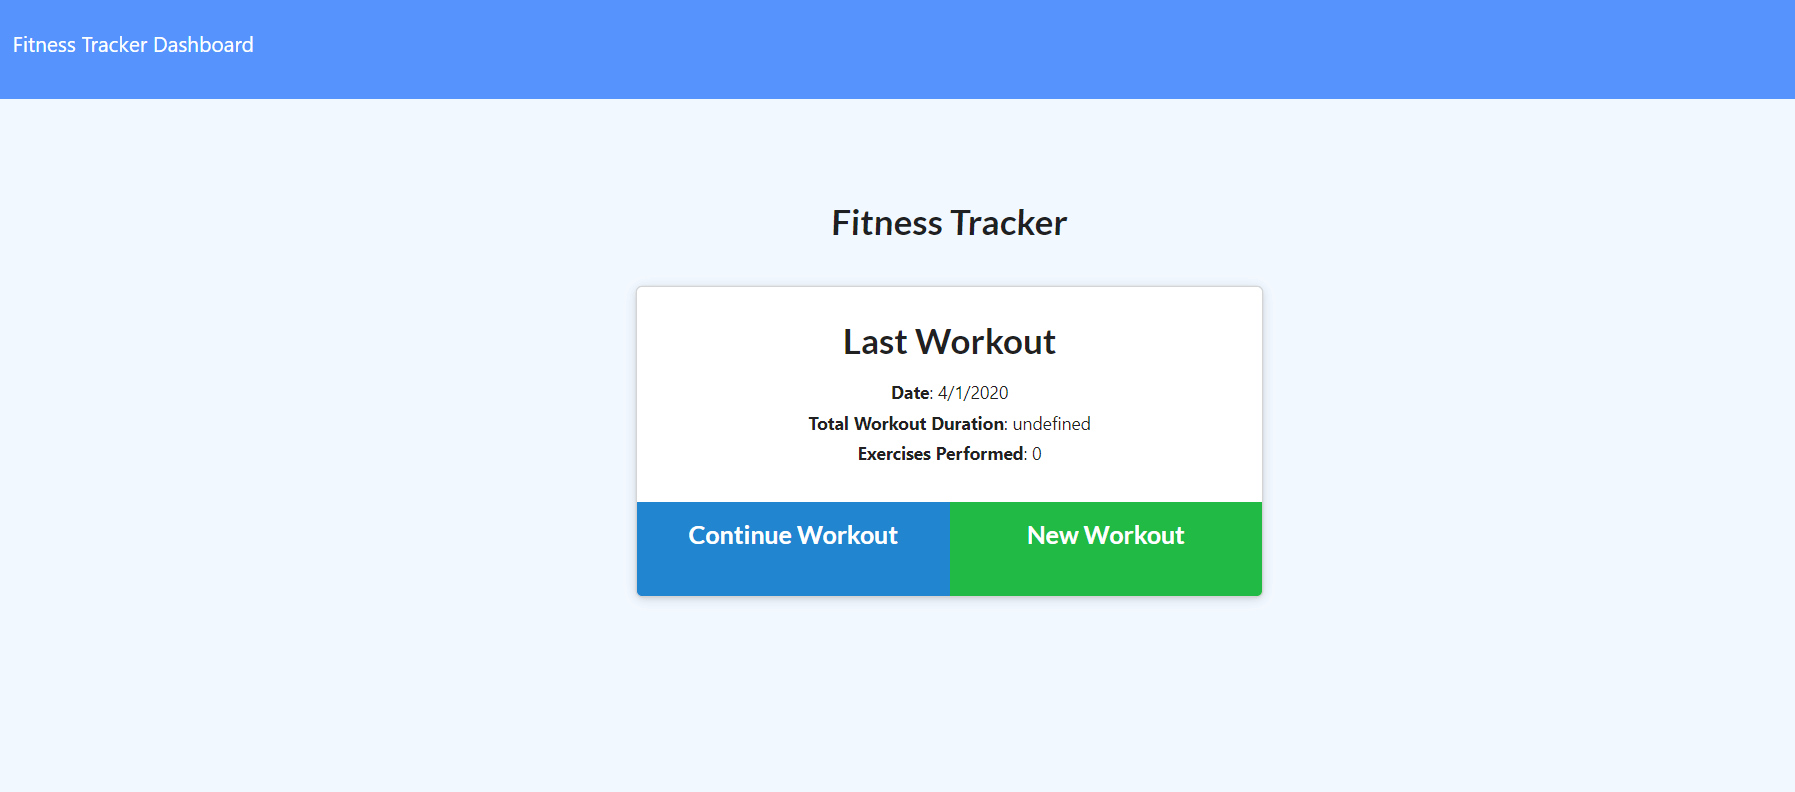 Fitness Tracker Dashboard
Fitness Tracker
Last Workout
Date: 4/1/2020
Total Workout Duration: undefined
Exercises Performed: 0
Continue Workout
New Workout